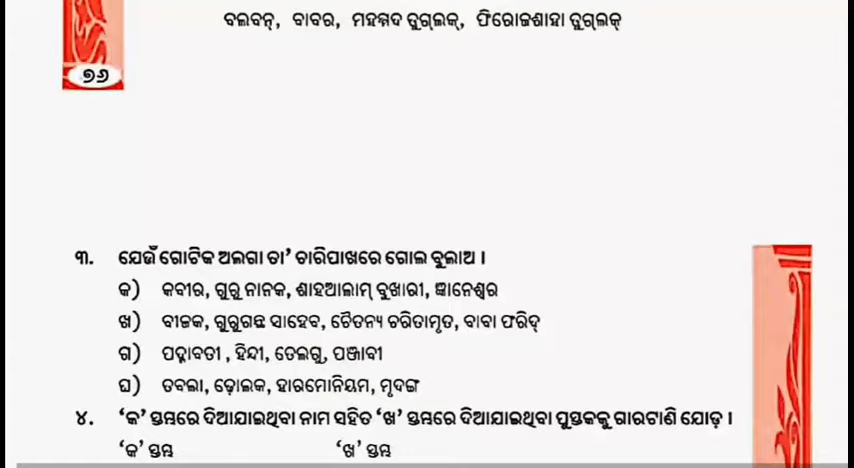 ବଲବନ୍, ବାବର, ମହମ୍ମଦ ତୁଗ୍‌ଲକ୍, ଫିରୋଜଶାହା ତୁଗ୍‌ଲକ୍
୭୬
୩. ଯେଉଁ ଗୋଟିକ ଅଲଗା ତା’ ଚାରିପାଖରେ ଗୋଲ ବୁଲାଅ ।
କ) କବୀର, ଗୁରୁ ନାନକ, ଶାହଆଲାମ୍ ବୁଖାରୀ, ଜ୍ଞାନେଶ୍ୱର
ଖ) ବୀଜକ, ଗୁରୁଗ୍ରନ୍ଥ ସାହେବ, ଚୈତନ୍ୟ ଚରିତାମୃତ, ବାବା ଫରିଦ୍
ଗ) ପଦ୍ମାବତୀ , ହିନ୍ଦୀ, ତେଲଗୁ, ପଞ୍ଜାବୀ
ଘ) ତବଲା, ଢ଼ୋଲକ, ହାରମୋନିୟମ, ମୃଦଙ୍ଗ
୪. ‘କ’ ସ୍ତମ୍ଭରେ ଦିଆଯାଇଥିବା ନାମ ସହିତ ‘ଖ’ ସ୍ତମ୍ଭରେ ଦିଆଯାଇଥିବା ପୁସ୍ତକକୁ ଗାରଟାଣି ଯୋଡ଼ ।
‘କ’ ସ୍ତମ୍ଭ ‘ଖ’ ସ୍ତମ୍ଭ